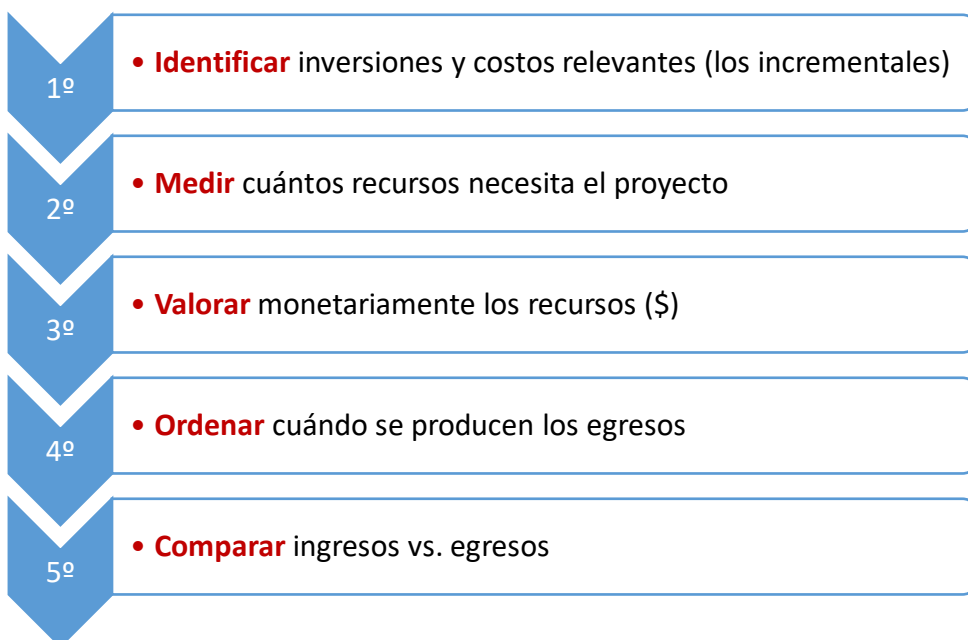 1º
• Identificar inversiones y costos relevantes (los incrementales)
2º
• Medir cuántos recursos necesita el proyecto
3º
• Valorar monetariamente los recursos ($)
4º
• Ordenar cuándo se producen los egresos
5º
• Comparar ingresos vs. egresos